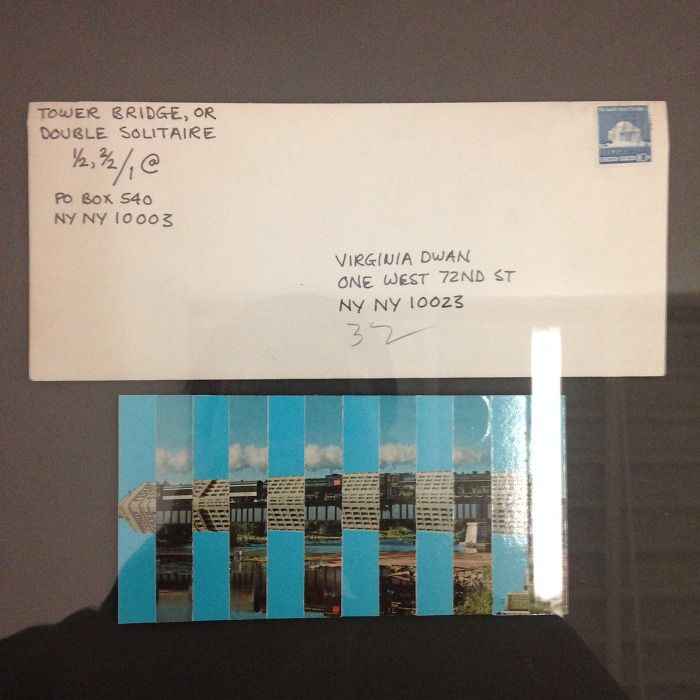 TOWER BRIDGE, OR
DOUBLE SOLITAIRE
1/2, 2/2/1, @
PO BOX 540
NY NY 10003
VIRGINIA DWAN
ONE WEST 72ND ST
NY NY 10023
32